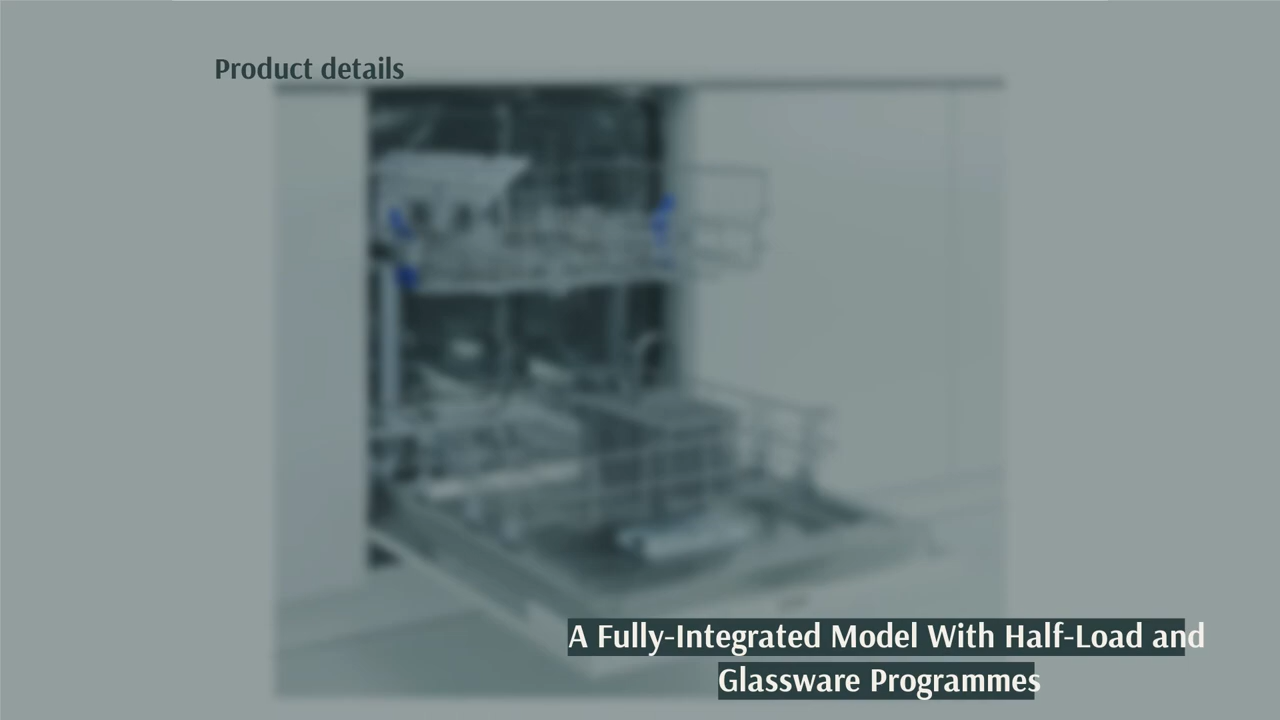 Product details
A Fully-Integrated Model With Half-Load and
Glassware Programmes